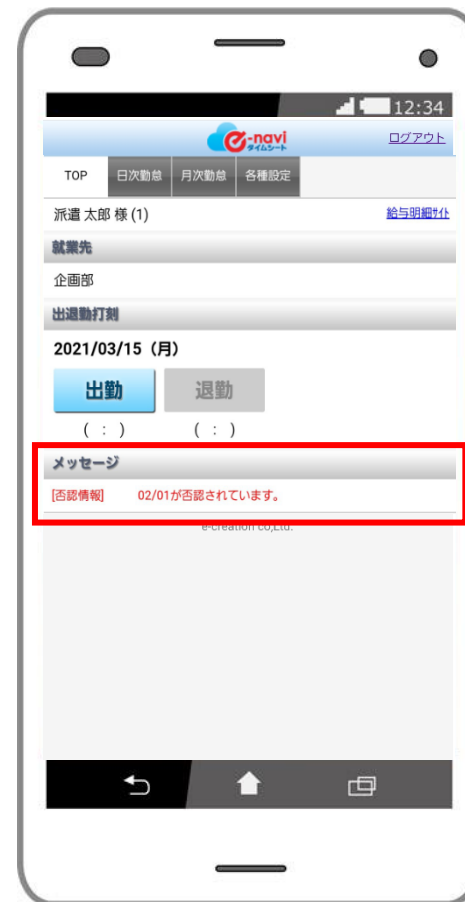 12:34
e-navi
タイムシート
ログアウト
TOP 日次勤怠 月次勤怠 各種設定
派遣 太郎 様 (1) 給与明細サイト
就業先
企画部
出退勤打刻
2021/03/15（月）
出勤 退勤
( : ) ( : )
メッセージ
[否認情報] 02/01が否認されています。
e-creation co,Ltd.